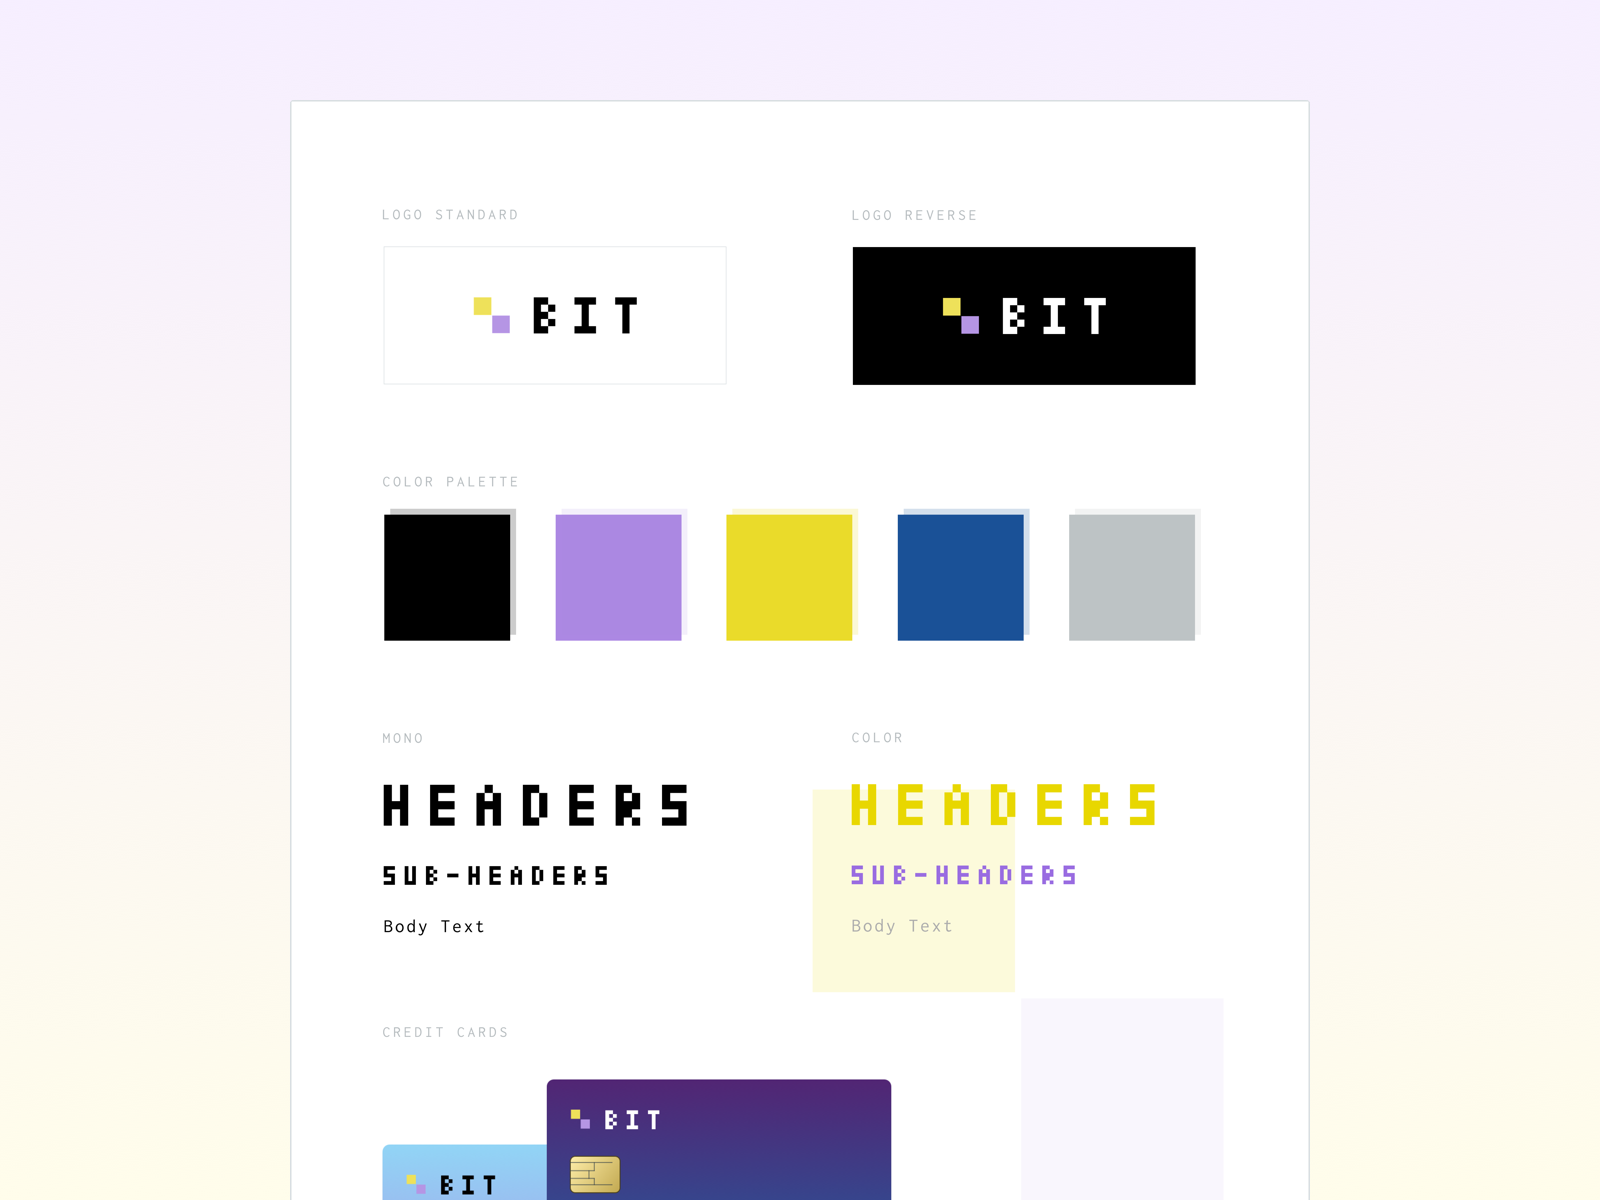 LOGO STANDARD
LOGO REVERSE
BIT
BIT
COLOR PALETTE
MONO
COLOR
HEADERS
HEADERS
SUB-HEADERS
SUB-HEADERS
Body Text
Body Text
CREDIT CARDS
BIT
BIT